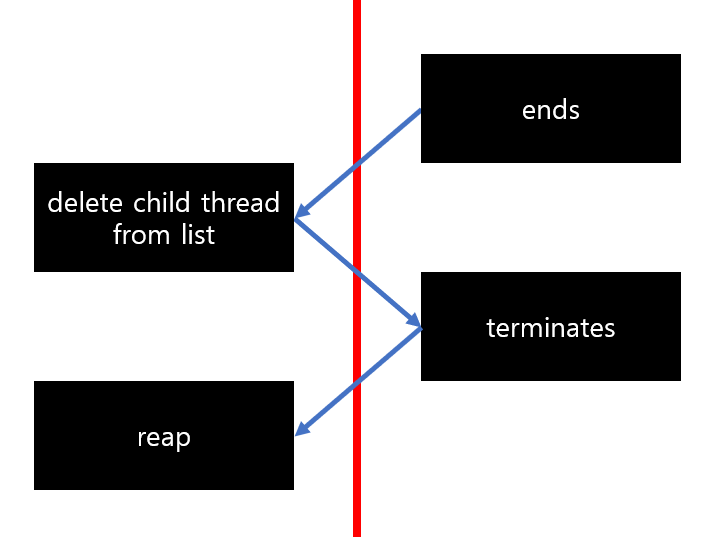 ends
delete child thread
from list
terminates
reap